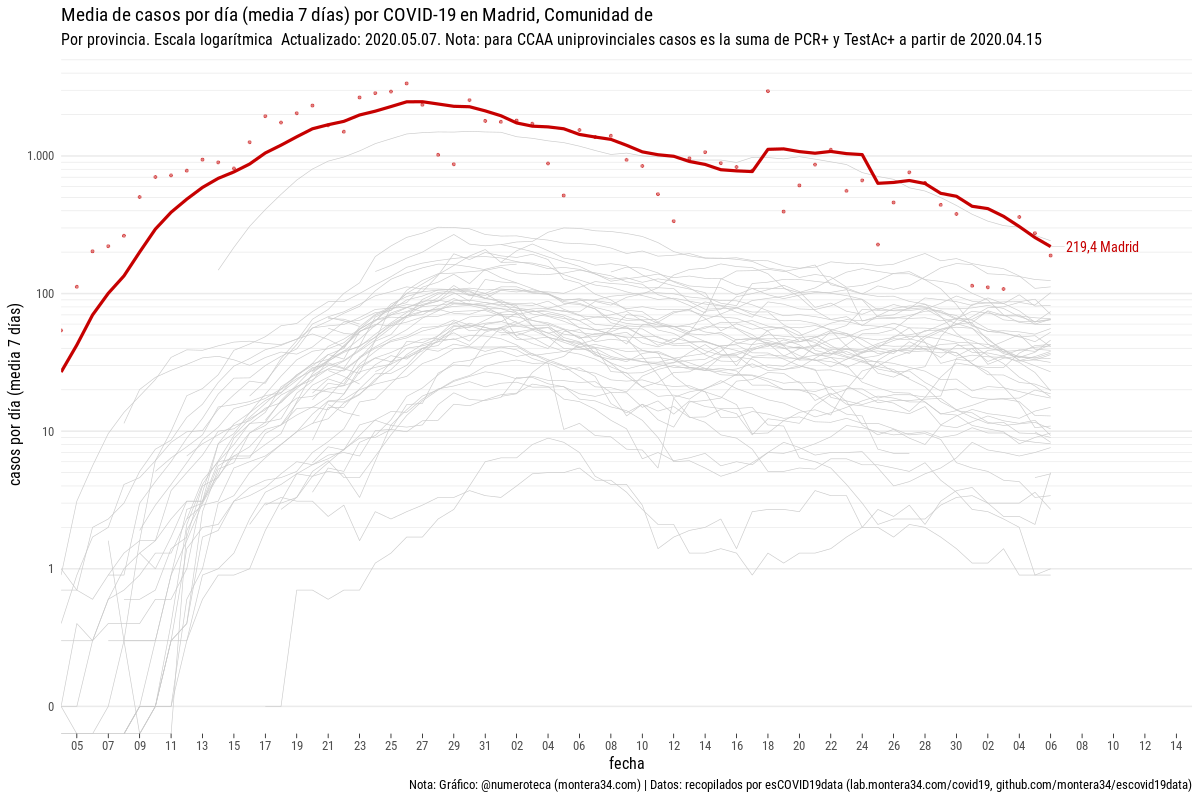 Media de casos por día (media 7 días) por COVID-19 en Madrid, Comunidad de
Por provincia. Escala logarítmica  Actualizado: 2020.05.07. Nota: para CCAA uniprovinciales casos es la suma de PCR+ y TestAc+ a partir de 2020.04.15
casos por día (media 7 días)
1.000
100
10
1
0
219,4 Madrid
05 07 09 11 13 15 17 19 21 23 25 27 29 31 02 04 06 08 10 12 14 16 18 20 22 24 26 28 30 02 04 06 08 10 12 14
fecha
Nota: Gráfico: @numeroteca (montera34.com) | Datos: recopilados por esCOVID19data (lab.montera34.com/covid19, github.com/montera34/escovid19data)